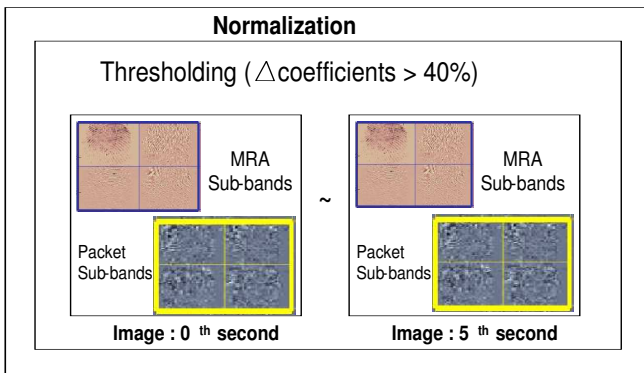 Normalization
Thresholding (△coefficients > 40%)
MRA
Sub-bands
Packet
Sub-bands
Image : 0 th second
~
MRA
Sub-bands
Packet
Sub-bands
Image : 5 th second